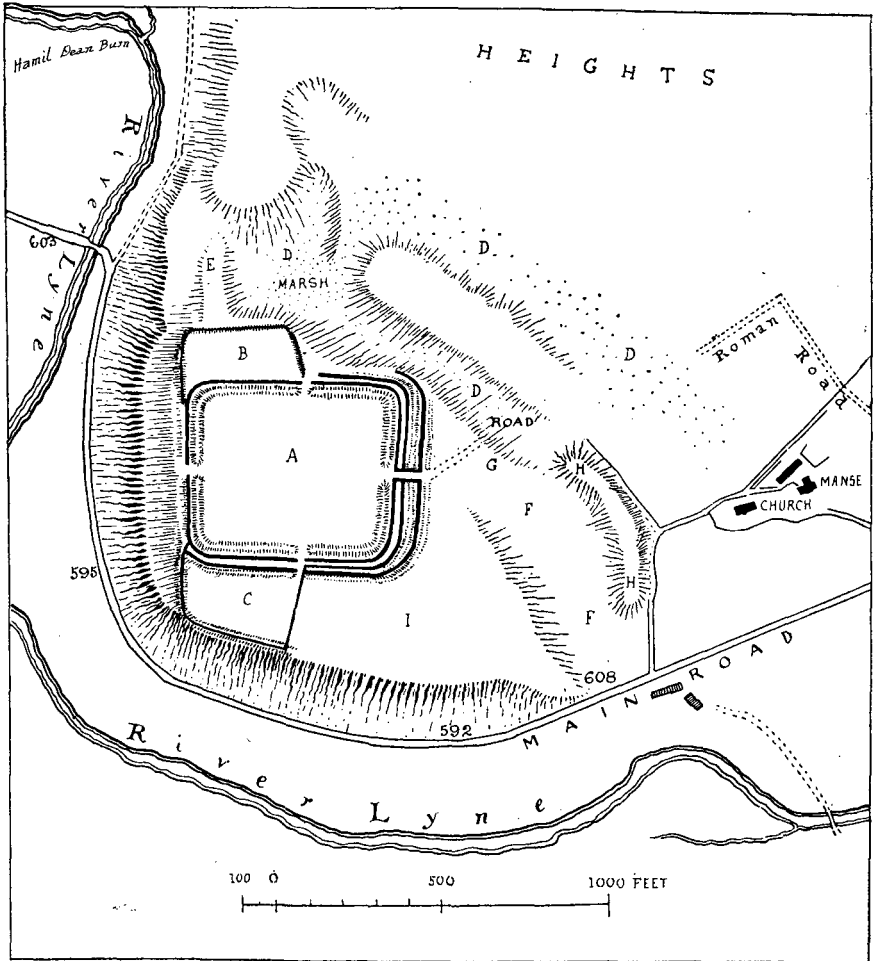 HEIGHTS
Hamil Dean Burn
River Lyne
603
D
D
E
MARSH
B
D
Roman Road
D
ROAD
A
G
H
MANSE
CHURCH
F
595
H
C
I
F
608
MAIN ROAD
592
River Lyne
100 0 500 1000 FEET